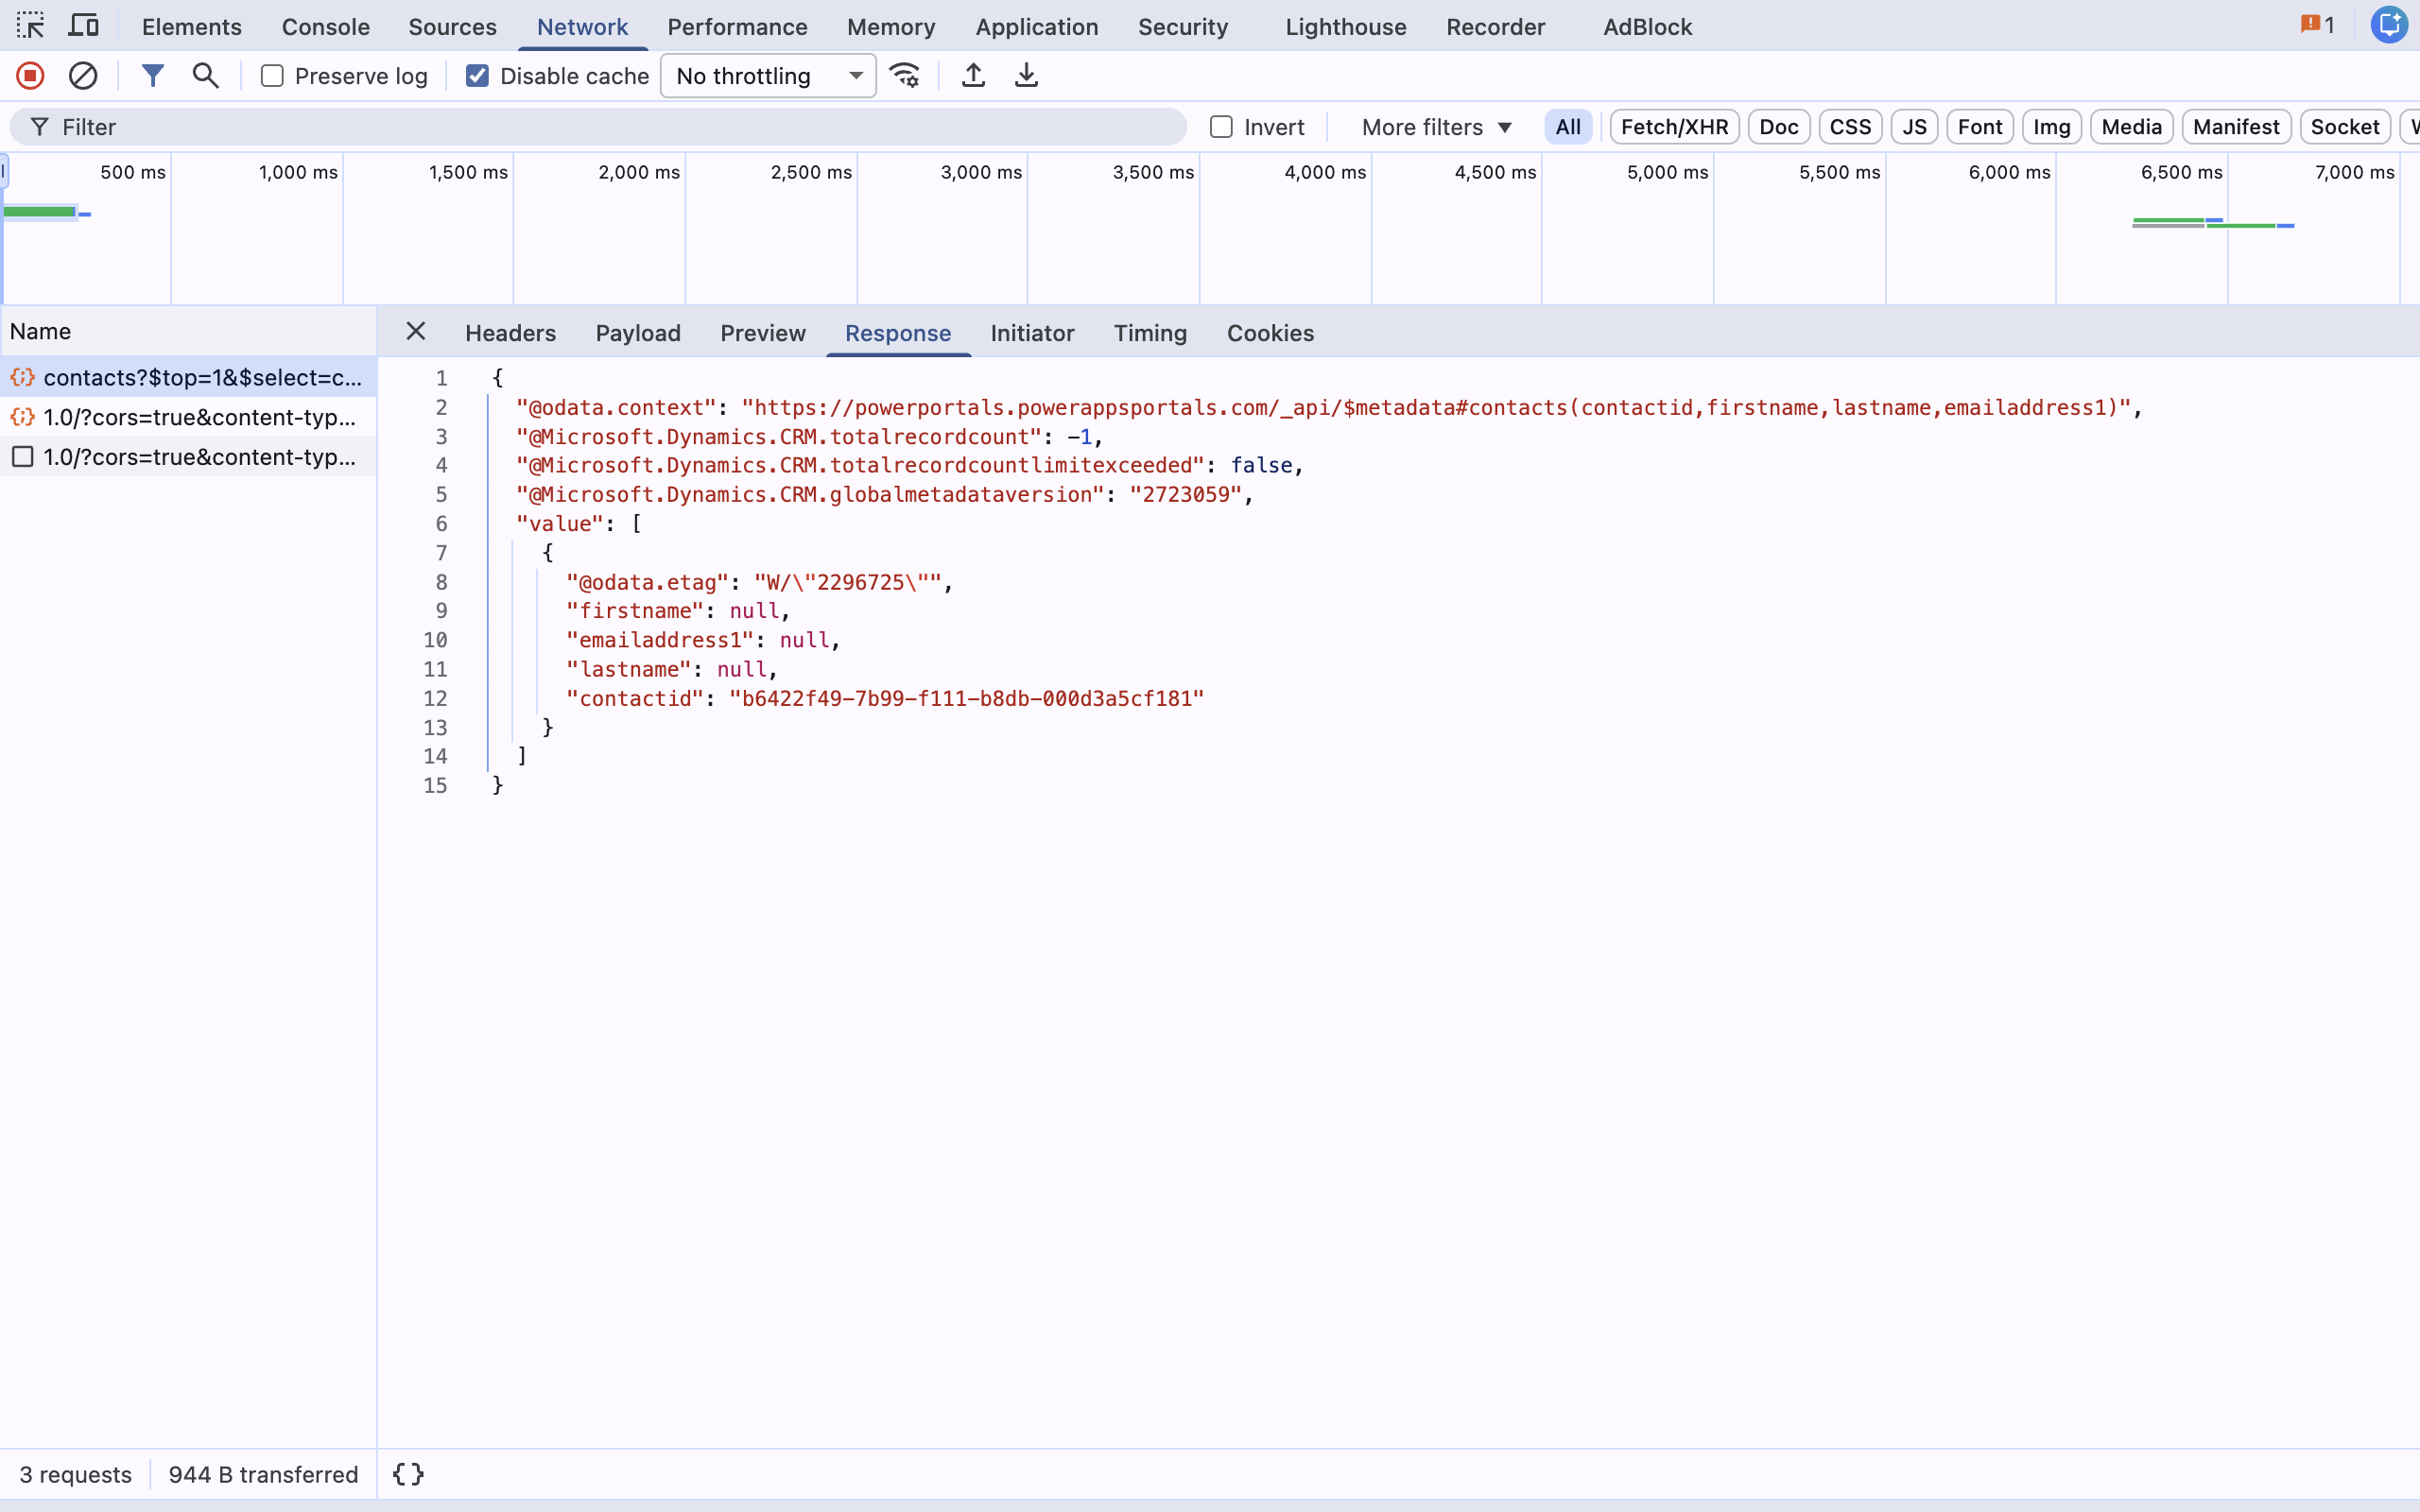 Elements Console Sources Network Performance Memory Application Security Lighthouse Recorder AdBlock 1
Preserve log Disable cache No throttling
Filter Invert More filters All Fetch/XHR Doc CSS JS Font Img Media Manifest Socket
500 ms 1,000 ms 1,500 ms 2,000 ms 2,500 ms 3,000 ms 3,500 ms 4,000 ms 4,500 ms 5,000 ms 5,500 ms 6,000 ms 6,500 ms 7,000 ms
Name
contacts?$top=1&$select=c...
1.0/?cors=true&content-typ...
1.0/?cors=true&content-typ...
Headers Payload Preview Response Initiator Timing Cookies
1 {
2 "@odata.context": "https://powerportals.powerappsportals.com/_api/$metadata#contacts(contactid,firstname,lastname,emailaddress1)",
3 "@Microsoft.Dynamics.CRM.totalrecordcount": -1,
4 "@Microsoft.Dynamics.CRM.totalrecordcountlimitexceeded": false,
5 "@Microsoft.Dynamics.CRM.globalmetadataversion": "2723059",
6 "value": [
7 {
8 "@odata.etag": "W/\"2296725\"",
9 "firstname": null,
10 "emailaddress1": null,
11 "lastname": null,
12 "contactid": "b6422f49-7b99-f111-b8db-000d3a5cf181"
13 }
14 ]
15 }
3 requests 944 B transferred {}